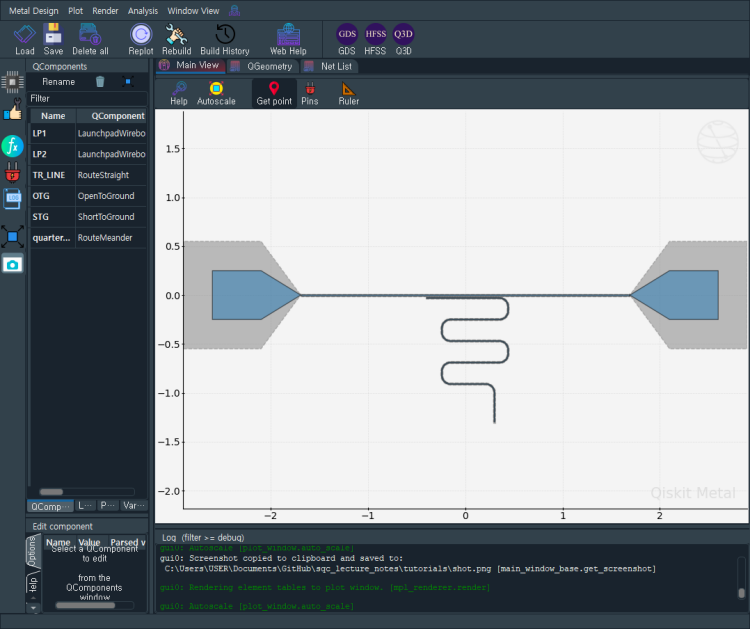 Metal Design Plot Render Analysis Window View
GDS HFSS Q3D
Load Save Delete all Replot Rebuild Build History Web Help GDS HFSS Q3D
QComponents
Rename
Filter
Name QComponent
LP1 LaunchpadWirebo
LP2 LaunchpadWirebo
TR_LINE RouteStraight
OTG OpenToGround
STG ShortToGround
quarter... RouteMeander
fx
LOG
QComp... L... P... Var...
Edit component
Options
Help
Name Value Parsed v
Select a QComponent
to edit
from the
QComponents
window
Main View QGeometry Net List
Help Autoscale Get point Pins Ruler
1.5
1.0
0.5
0.0
−0.5
−1.0
−1.5
−2.0
−2 −1 0 1 2
Qiskit Metal
Log (filter >= debug)
gui0: Autoscale [plot_window.auto_scale]
gui0: Screenshot copied to clipboard and saved to:
C:\Users\USER\Documents\GitHub\sqc_lecture_notes\tutorials\shot.png [main_window_base.get_screenshot]
gui0: Rendering element tables to plot window. [mpl_renderer.render]
gui0: Autoscale [plot_window.auto_scale]